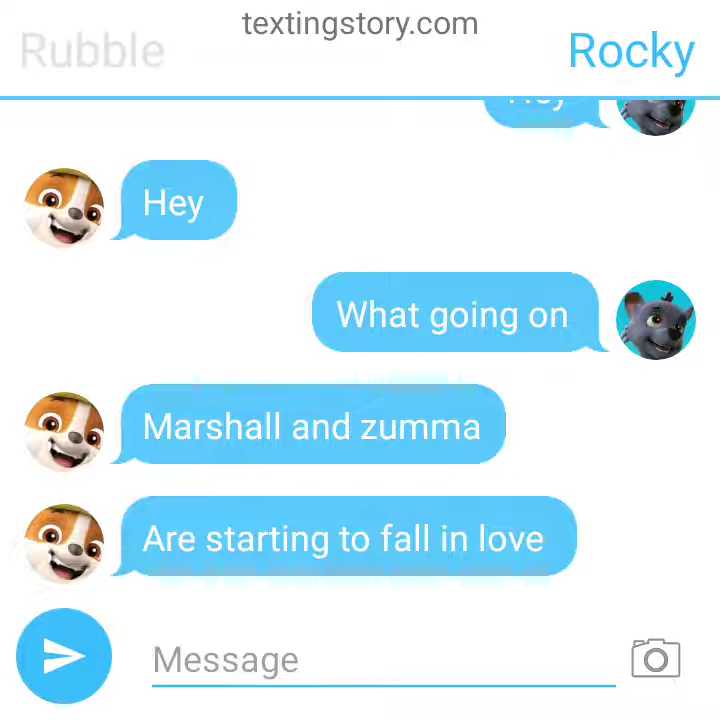 textingstory.com
Rubble
Rocky
Hey
What going on
Marshall and zumma
Are starting to fall in love
Message